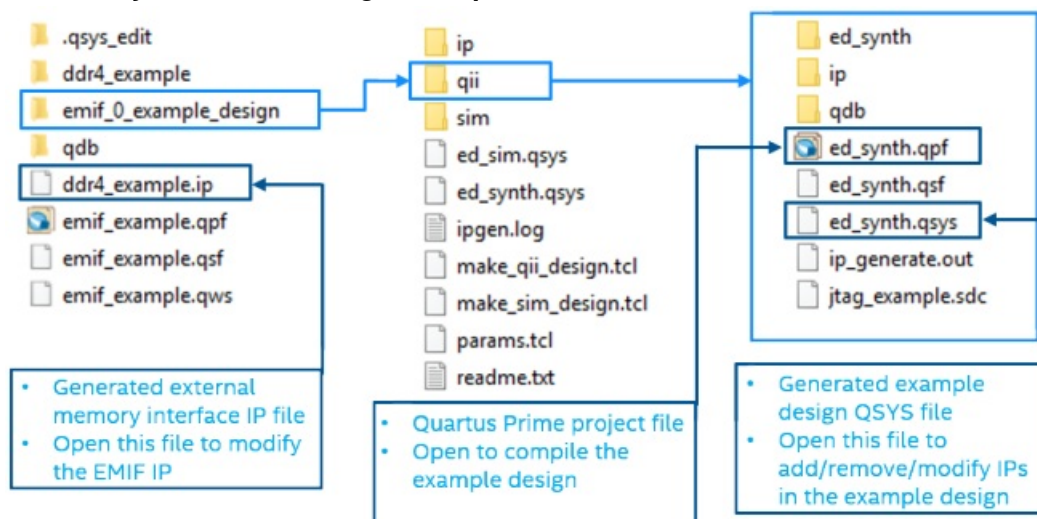 .qsys_edit
ddr4_example
emif_0_example_design
qdb
ddr4_example.ip
emif_example.qpf
emif_example.qsf
emif_example.qws
ip
qii
sim
ed_sim.qsys
ed_synth.qsys
ipgen.log
make_qii_design.tcl
make_sim_design.tcl
params.tcl
readme.txt
ed_synth
ip
qdb
ed_synth.qpf
ed_synth.qsf
ed_synth.qsys
ip_generate.out
jtag_example.sdc
• Generated external
memory interface IP file
• Open this file to modify
the EMIF IP
• Quartus Prime project file
• Open to compile the
example design
• Generated example
design QSYS file
• Open this file to
add/remove/modify IPs
in the example design